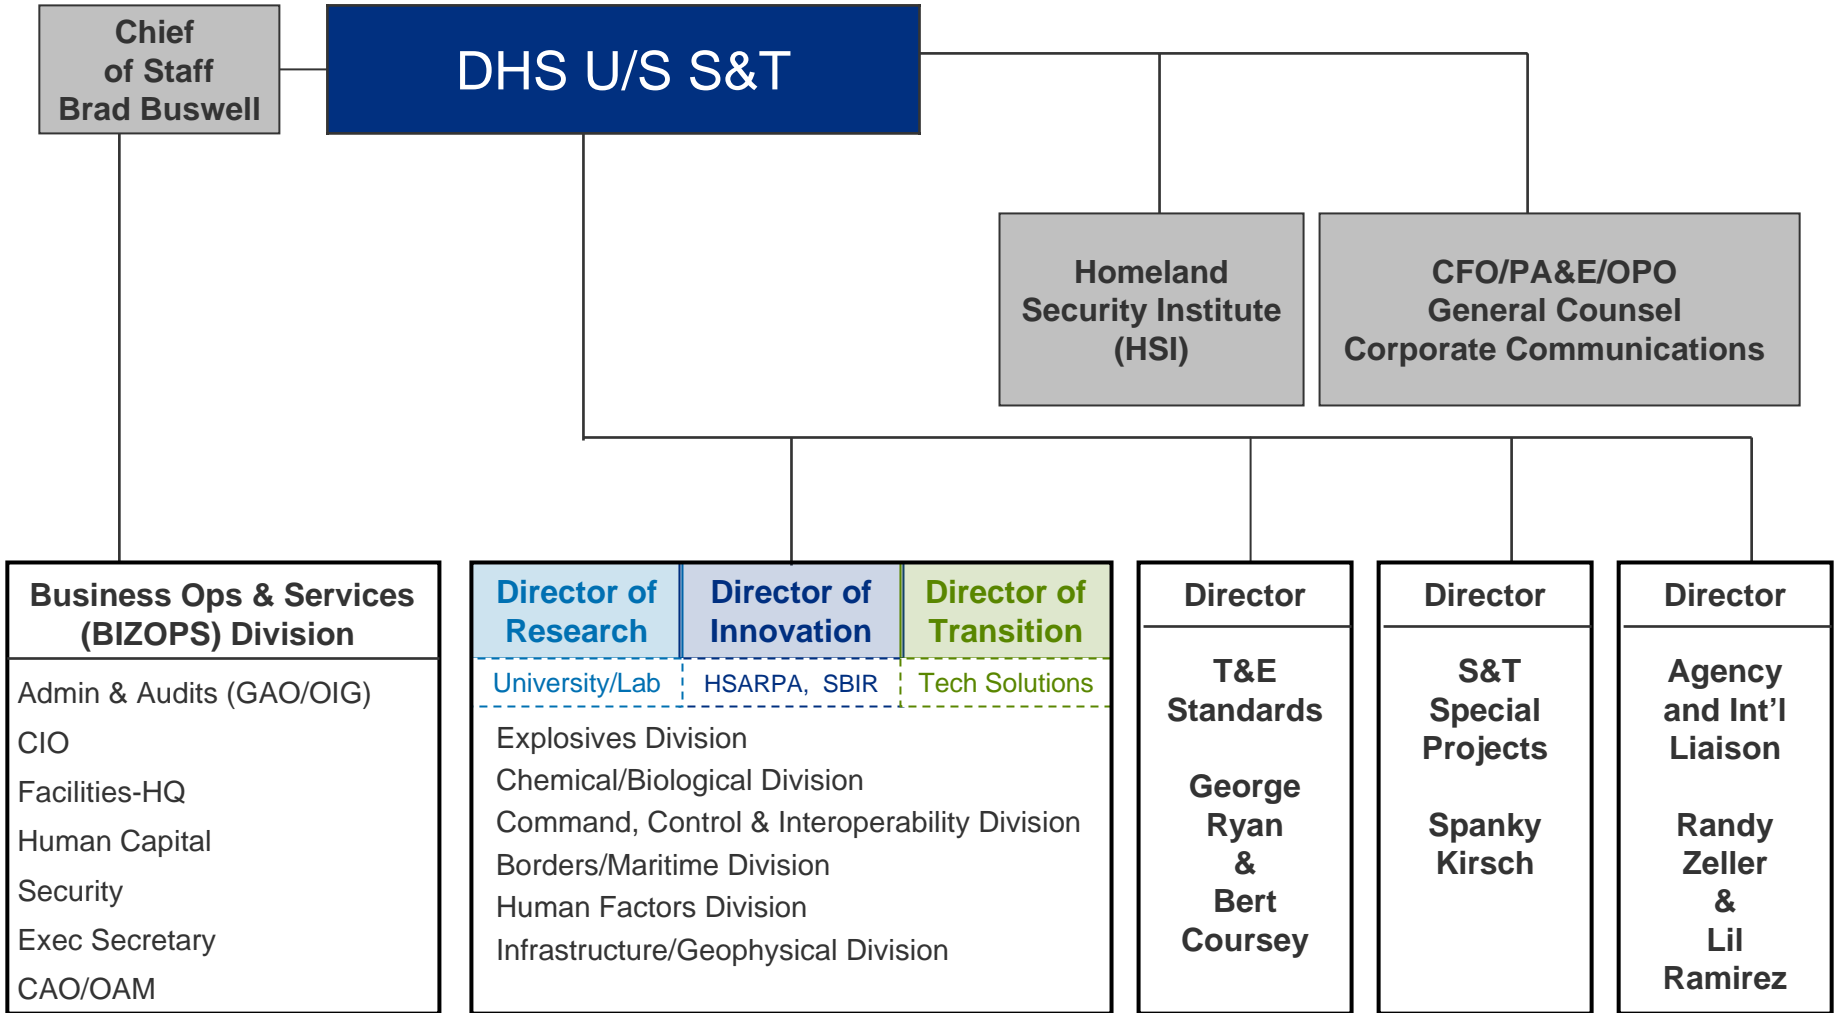 Chief
of Staff
Brad Buswell
DHS U/S S&T
Homeland
Security Institute
(HSI)
CFO/PA&E/OPO
General Counsel
Corporate Communications
Business Ops & Services
(BIZOPS) Division
Admin & Audits (GAO/OIG)
CIO
Facilities-HQ
Human Capital
Security
Exec Secretary
CAO/OAM
Director of
Research
Director of
Innovation
Director of
Transition
University/Lab
HSARPA, SBIR
Tech Solutions
Explosives Division
Chemical/Biological Division
Command, Control & Interoperability Division
Borders/Maritime Division
Human Factors Division
Infrastructure/Geophysical Division
Director
T&E
Standards
George
Ryan
&
Bert
Coursey
Director
S&T
Special
Projects
Spanky
Kirsch
Director
Agency
and Int’l
Liaison
Randy
Zeller
&
Lil
Ramirez